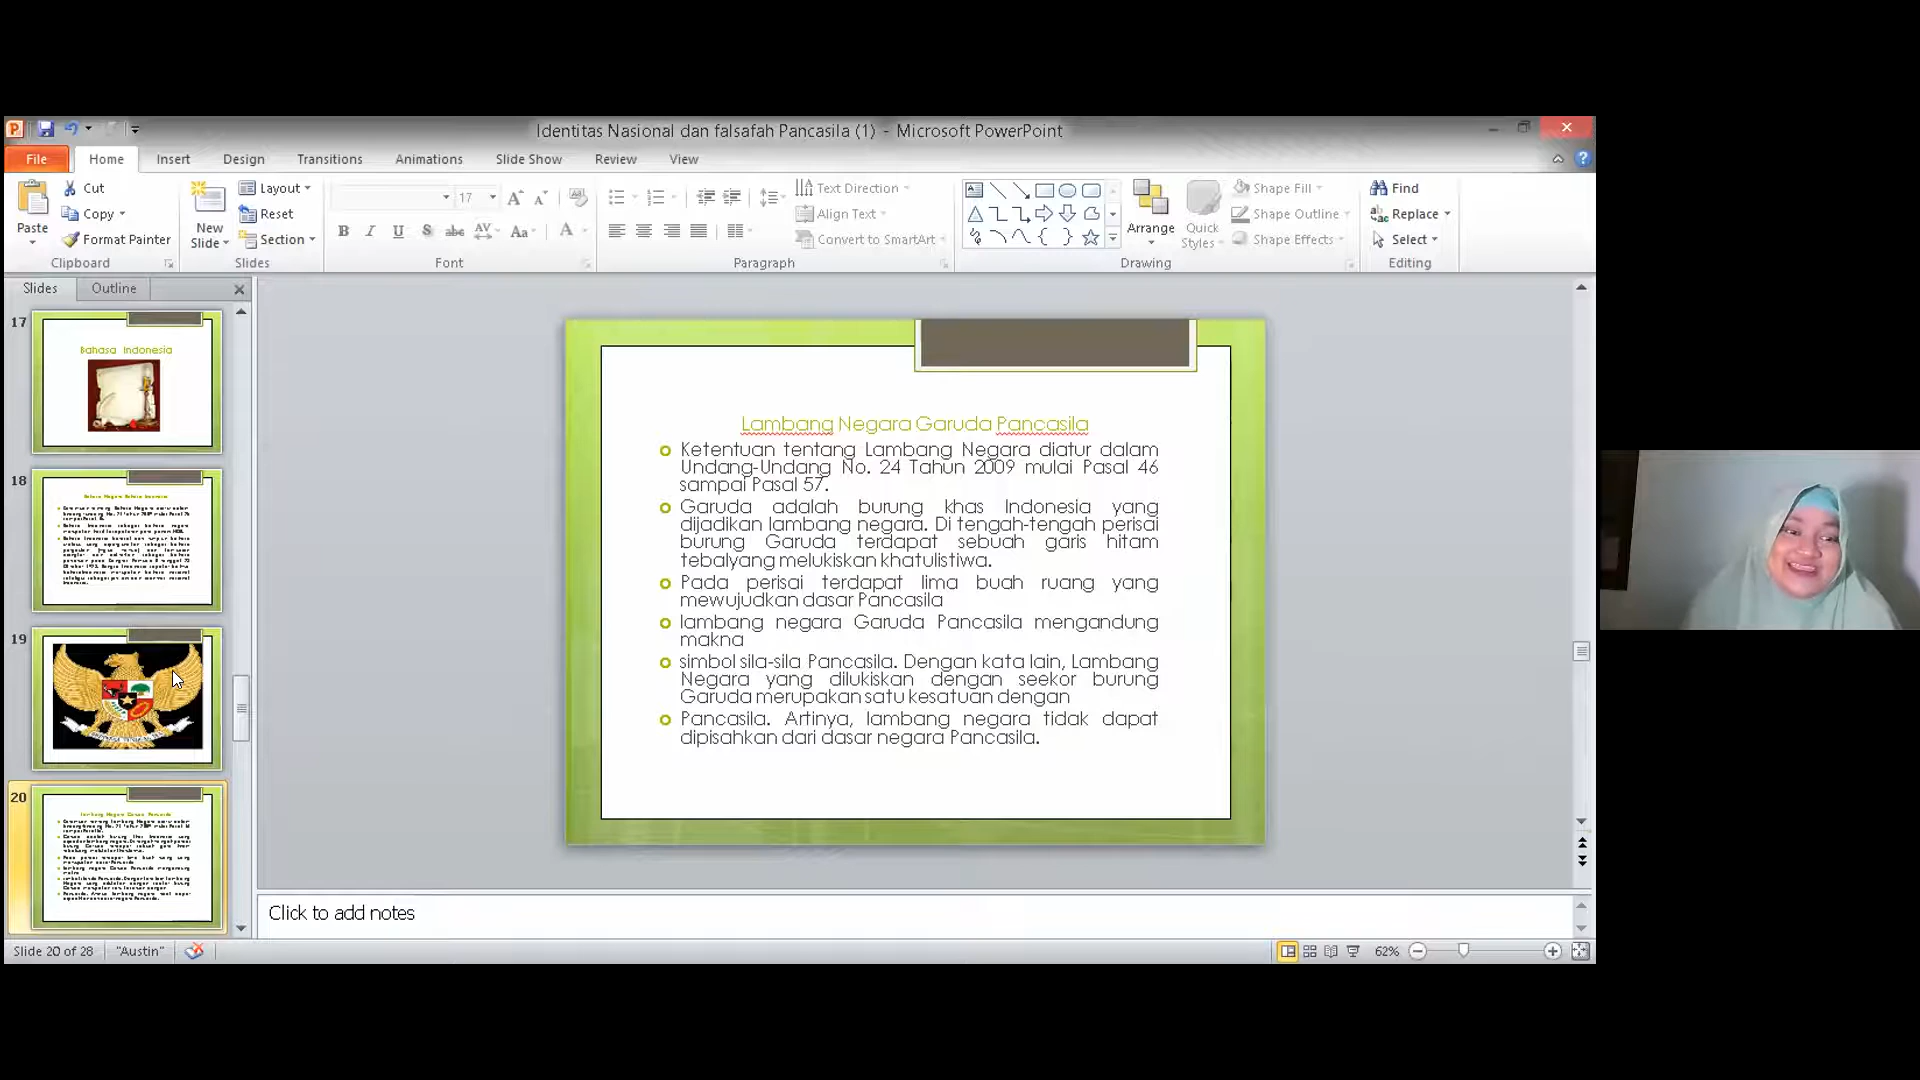 Identitas Nasional dan falsafah Pancasila (1) - Microsoft PowerPoint
File Home Insert Design Transitions Animations Slide Show Review View
Paste
Cut
Copy
Format Painter
Clipboard
New Slide
Layout
Reset
Section
Slides
17
B I U S abc AV Aa A
Font
Text Direction
Align Text
Convert to SmartArt
Paragraph
Arrange
Quick Styles
Shape Fill
Shape Outline
Shape Effects
Drawing
Find
Replace
Select
Editing
Slides Outline
17
Bahasa Indonesia
18
19
20
Lambang Negara Garuda Pancasila
Ketentuan tentang Lambang Negara diatur dalam
Undang-Undang No. 24 Tahun 2009 mulai Pasal 46
sampai Pasal 57.
Garuda adalah burung khas Indonesia yang
dijadikan lambang negara. Di tengah-tengah perisai
burung Garuda terdapat sebuah garis hitam
tebalyang melukiskan khatulistiwa.
Pada perisai terdapat lima buah ruang yang
mewujudkan dasar Pancasila
lambang negara Garuda Pancasila mengandung
makna
simbol sila-sila Pancasila. Dengan kata lain, Lambang
Negara yang dilukiskan dengan seekor burung
Garuda merupakan satu kesatuan dengan
Pancasila. Artinya, lambang negara tidak dapat
dipisahkan dari dasar negara Pancasila.
Click to add notes
Slide 20 of 28 "Austin" 62%